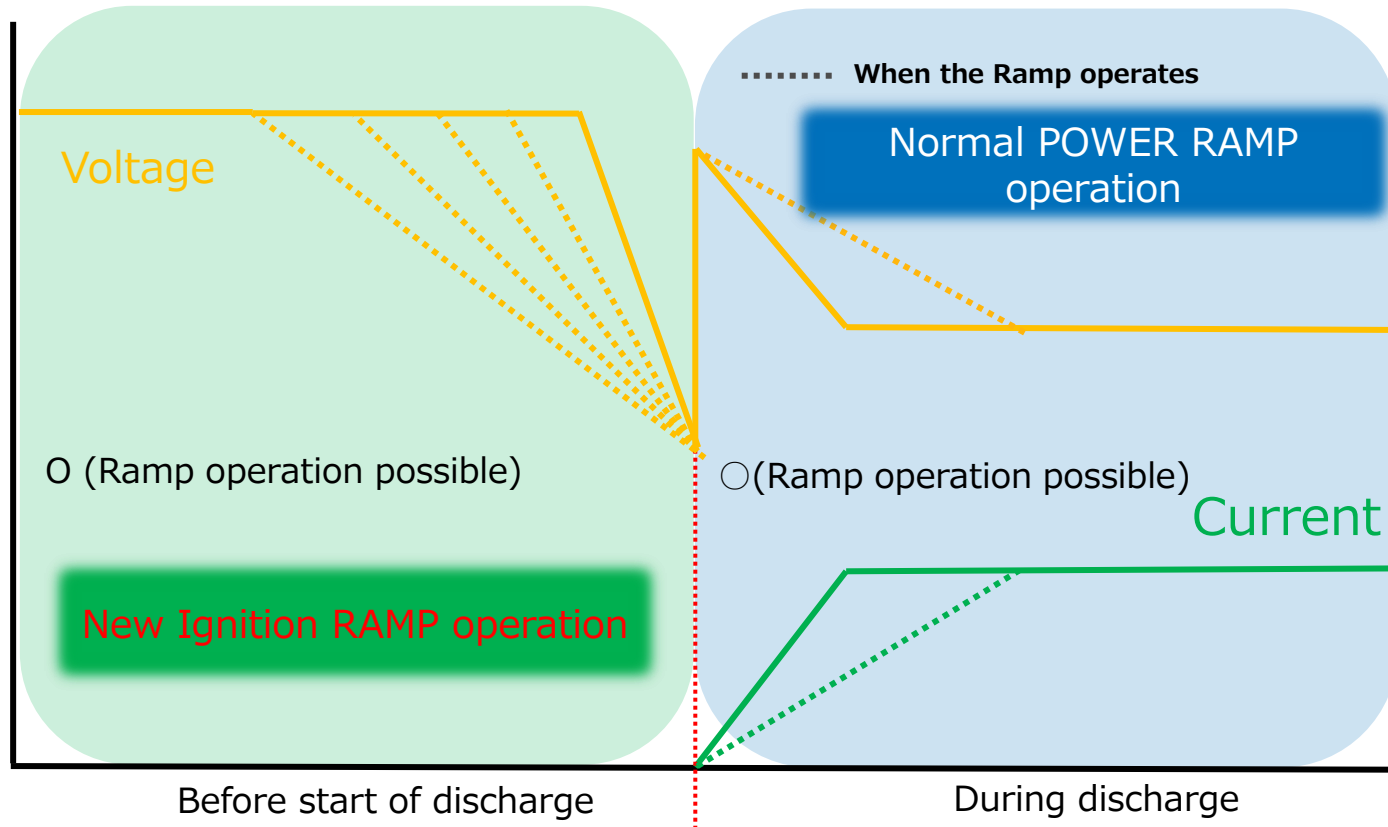 When the Ramp operates
Normal POWER RAMP
operation
Voltage
O (Ramp operation possible)
○(Ramp operation possible)
Current
New Ignition RAMP operation
Before start of discharge
During discharge